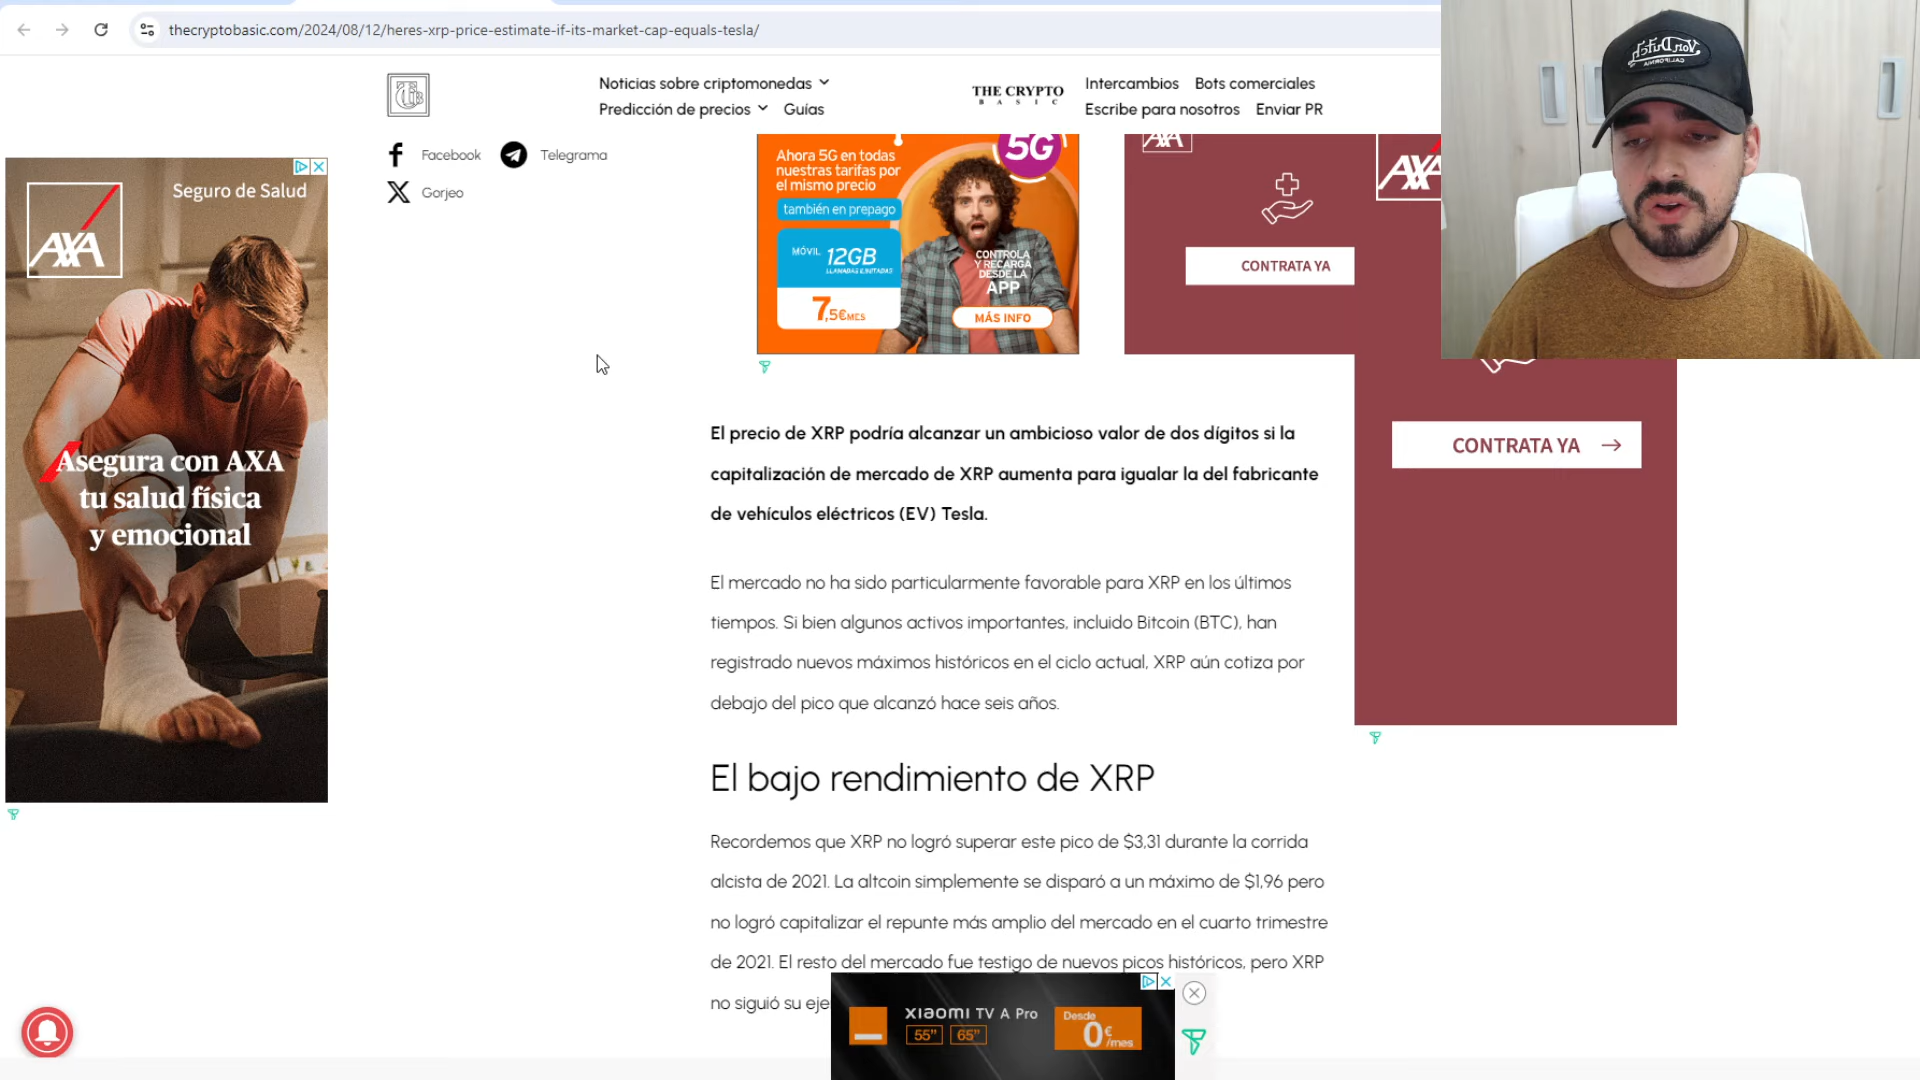 thecryptobasic.com/2024/08/12/heres-xrp-price-estimate-if-its-market-cap-equals-tesla/
Noticias sobre criptomonedas
Predicción de precios Guías
THE CRYPTO
BASIC
Intercambios Bots comerciales
Escribe para nosotros Enviar PR
Facebook Telegrama
Gorjeo
AXA
Seguro de Salud
Asegura con AXA
tu salud física
y emocional
5G
Ahora 5G en todas
nuestras tarifas por
el mismo precio
también en prepago
MÓVIL 12GB
LLAMADAS ILIMITADAS
7,5€MES
CONTROLA
Y RECARGA
DESDE LA
APP
MÁS INFO
AXA
CONTRATA YA
AXA
CONTRATA YA →
Von Dutch
CALIFORNIA
El precio de XRP podría alcanzar un ambicioso valor de dos dígitos si la
capitalización de mercado de XRP aumenta para igualar la del fabricante
de vehículos eléctricos (EV) Tesla.
El mercado no ha sido particularmente favorable para XRP en los últimos
tiempos. Si bien algunos activos importantes, incluido Bitcoin (BTC), han
registrado nuevos máximos históricos en el ciclo actual, XRP aún cotiza por
debajo del pico que alcanzó hace seis años.
El bajo rendimiento de XRP
Recordemos que XRP no logró superar este pico de $3,31 durante la corrida
alcista de 2021. La altcoin simplemente se disparó a un máximo de $1,96 pero
no logró capitalizar el repunte más amplio del mercado en el cuarto trimestre
de 2021. El resto del mercado fue testigo de nuevos picos históricos, pero XRP
no siguió su eje
XIAOMI TV A Pro
55" 65"
Desde
0€/mes